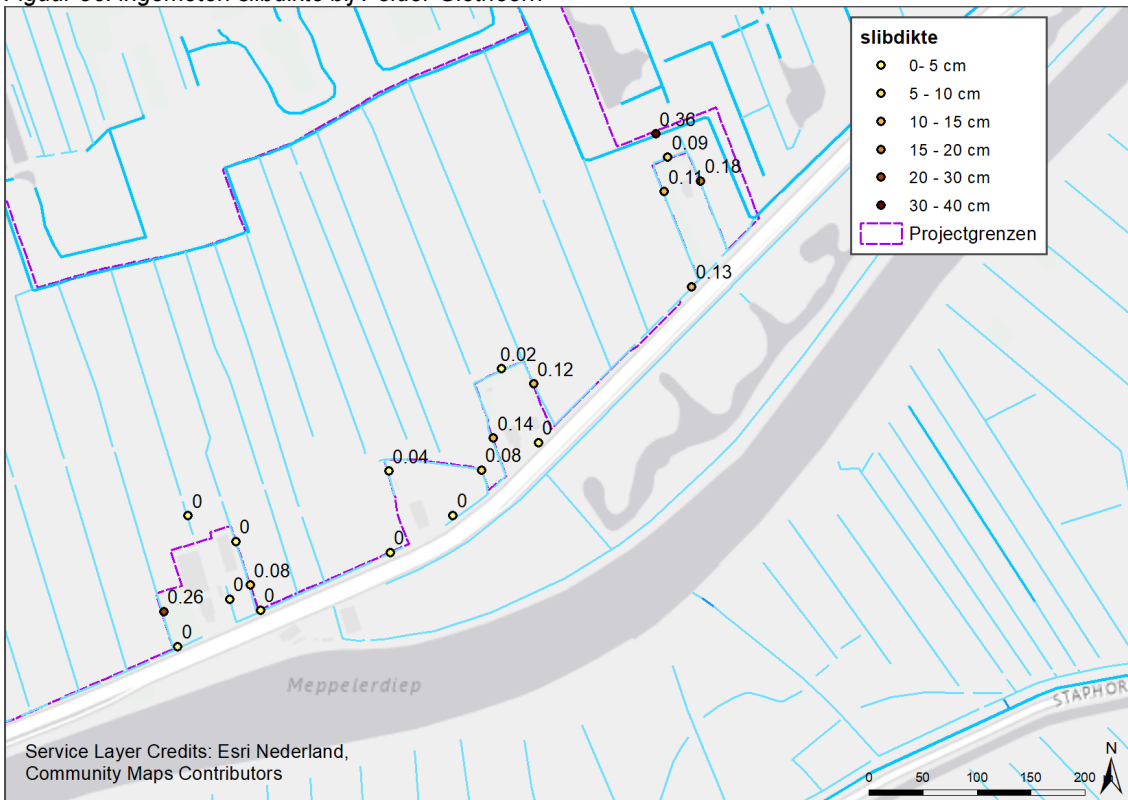 slibdikte
0- 5 cm
5 - 10 cm
10 - 15 cm
15 - 20 cm
20 - 30 cm
30 - 40 cm
Projectgrenzen
0.36
0.09
0.18
0.11
0.13
0.02
0.12
0.14
0
0.08
0.04
0
0
0
0
0.08
0
0
0.26
0
Meppelerdiep
STAPHOR
Service Layer Credits: Esri Nederland,
Community Maps Contributors
N
0 50 100 150 200